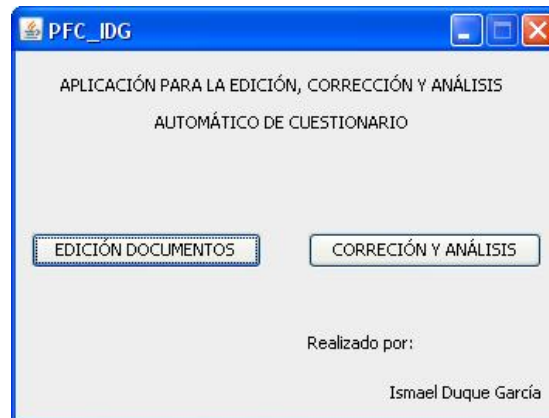 PFC_IDG
APLICACIÓN PARA LA EDICIÓN, CORRECCIÓN Y ANÁLISIS
AUTOMÁTICO DE CUESTIONARIO
EDICIÓN DOCUMENTOS
CORRECIÓN Y ANÁLISIS
Realizado por:
Ismael Duque García